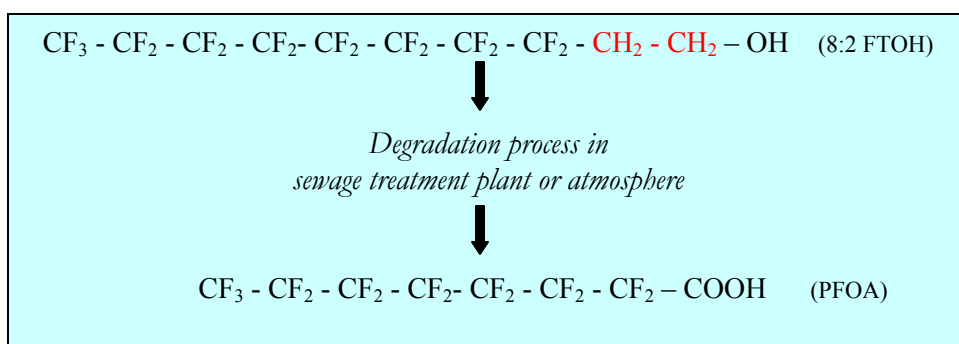 CF₃ - CF₂ - CF₂ - CF₂- CF₂ - CF₂ - CF₂ - CF₂ - CH₂ - CH₂ – OH (8:2 FTOH)
Degradation process in
sewage treatment plant or atmosphere
CF₃ - CF₂ - CF₂ - CF₂- CF₂ - CF₂ - CF₂ – COOH (PFOA)